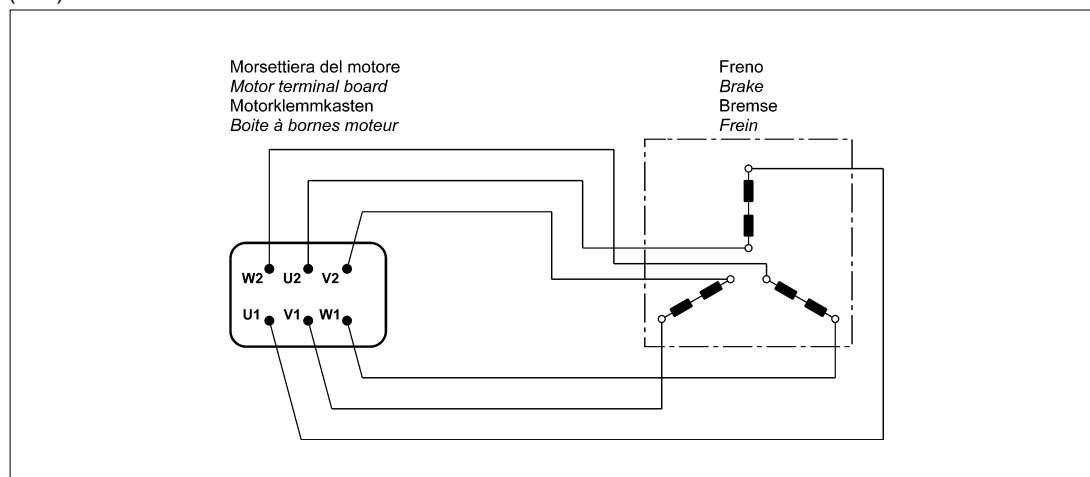 Morsettiera del motore
Motor terminal board
Motorklemmkasten
Boite à bornes moteur
Freno
Brake
Bremse
Frein
W2 U2 V2
U1 V1 W1